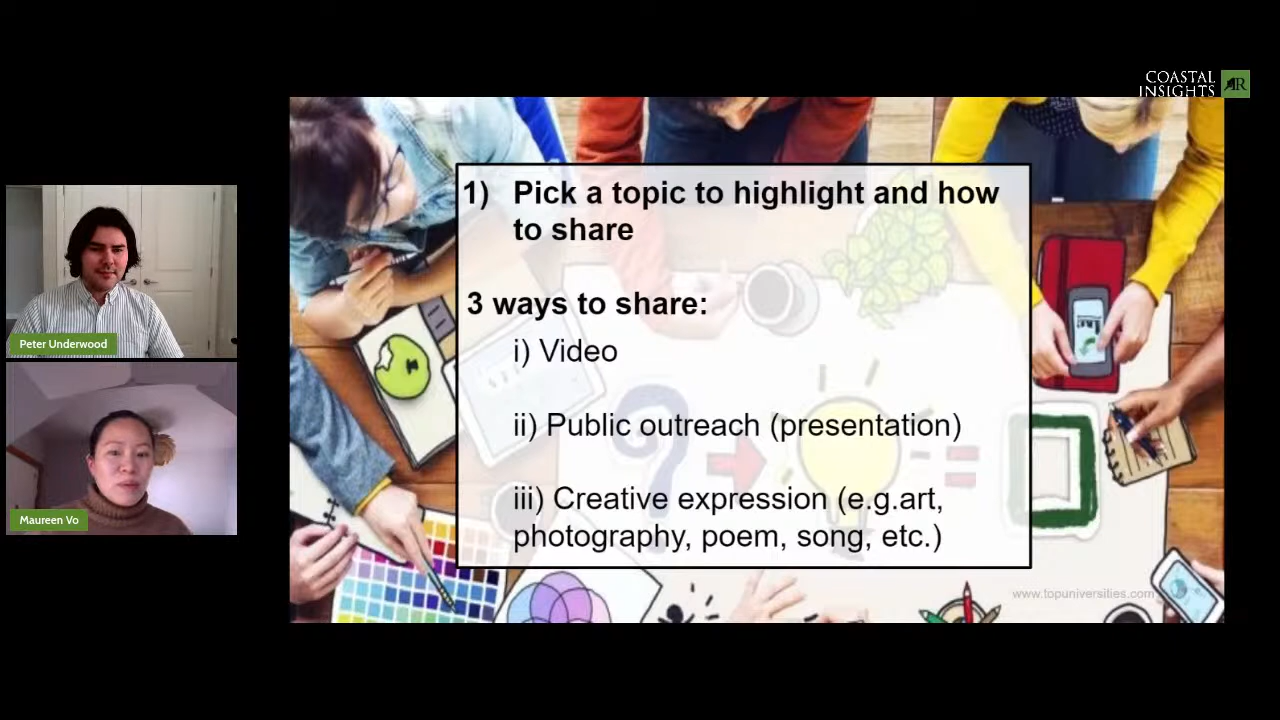 COASTAL
INSIGHTS
1) Pick a topic to highlight and how
to share
3 ways to share:
i) Video
ii) Public outreach (presentation)
iii) Creative expression (e.g.art,
photography, poem, song, etc.)
www.topuniversilies.com
Peter Underwood
Maureen Vo